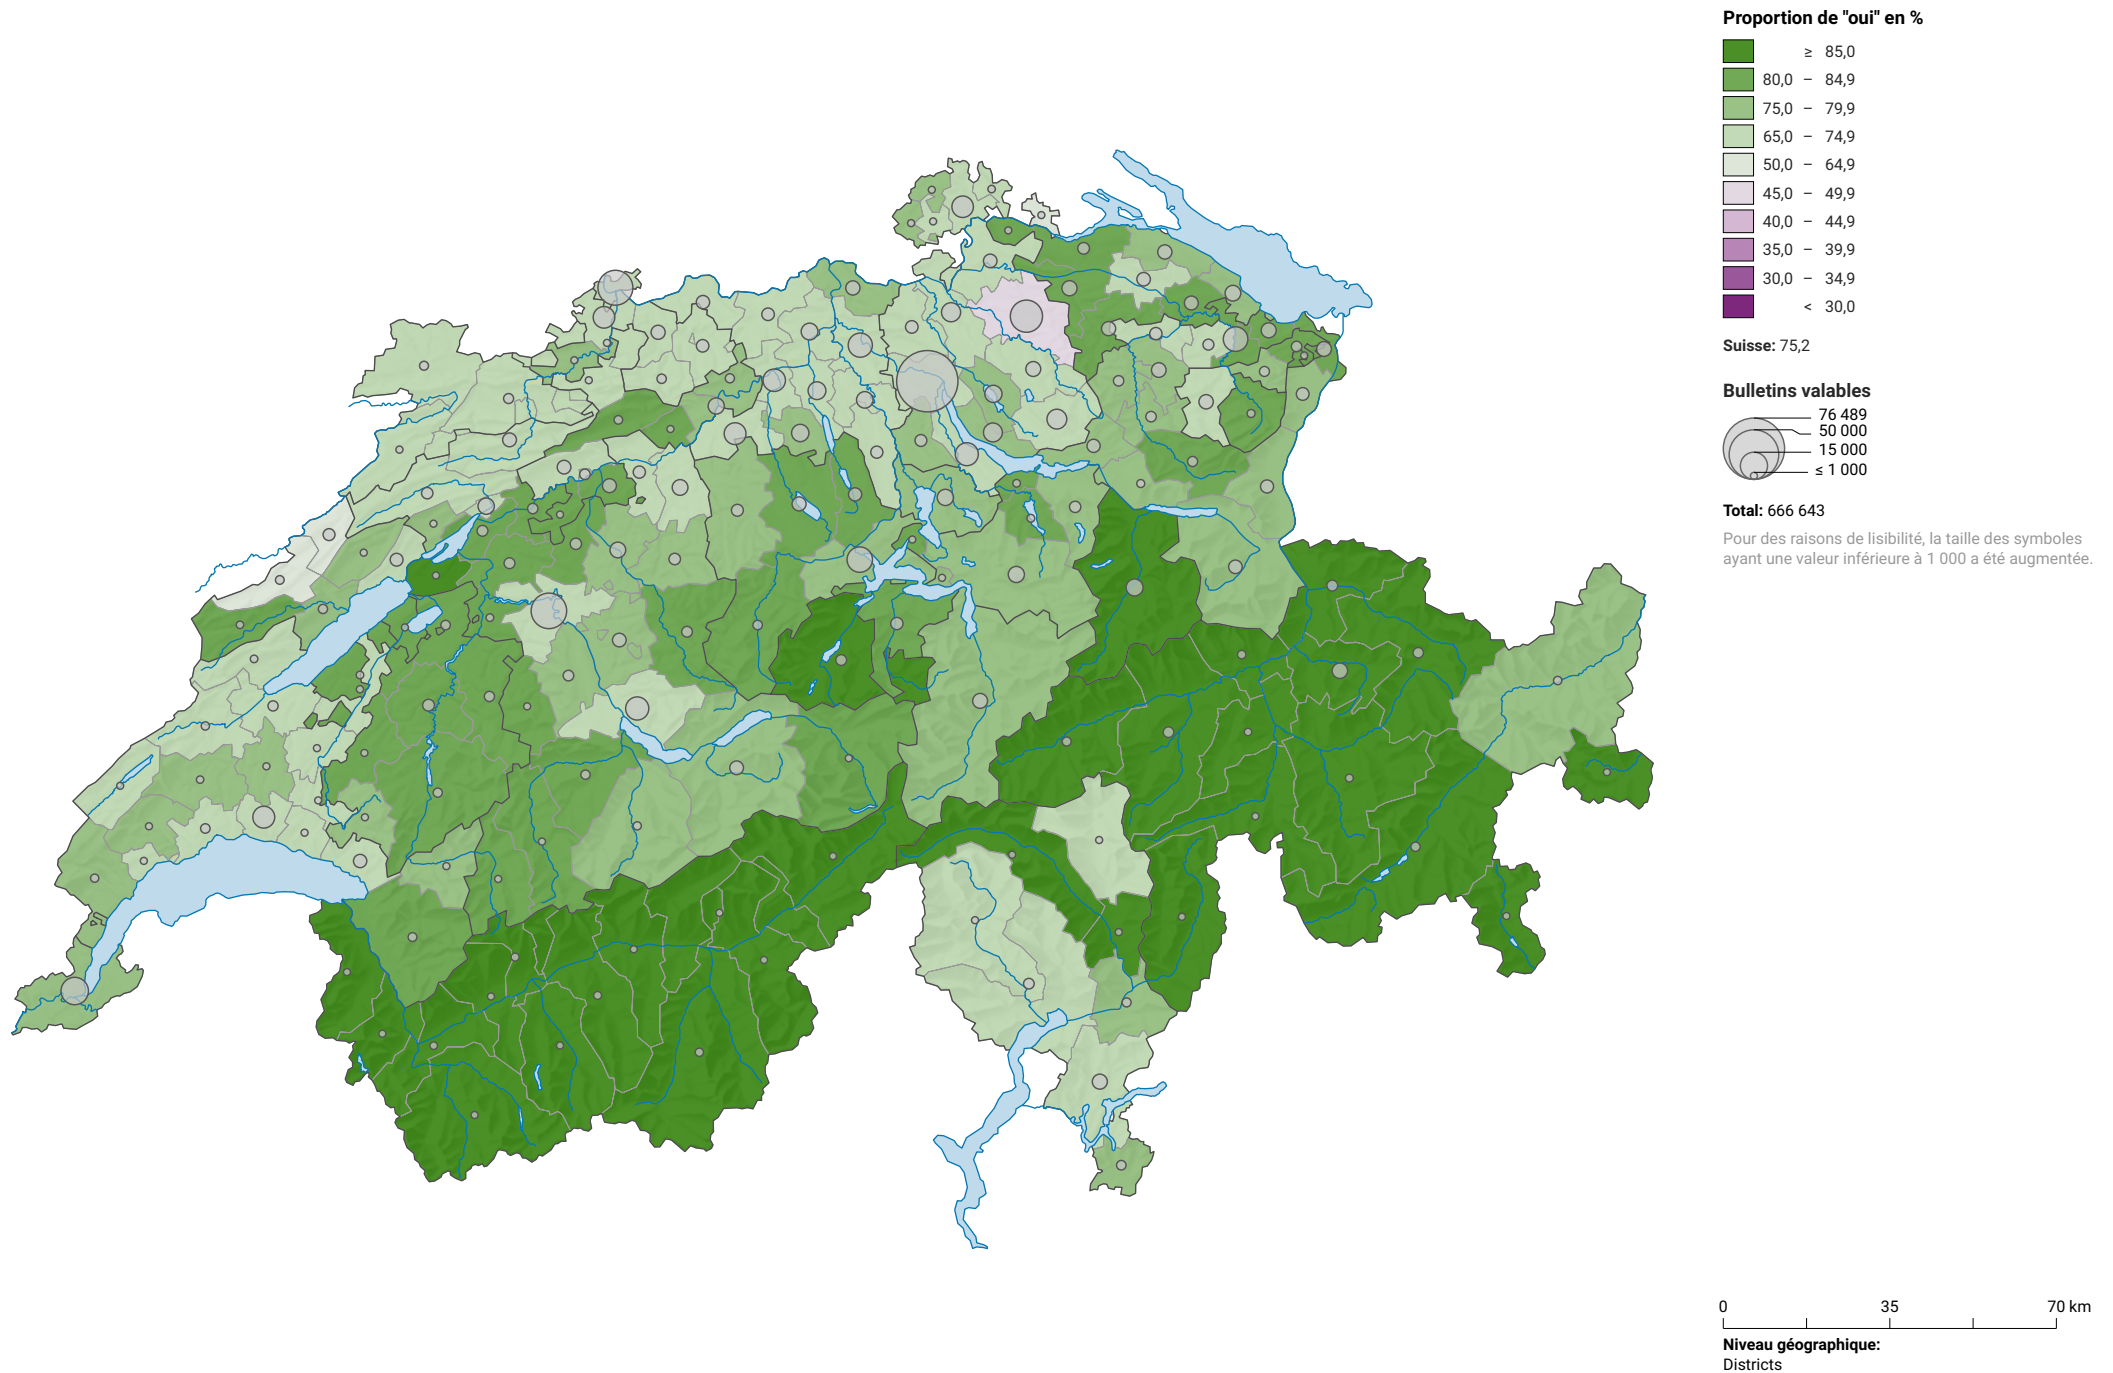 Proportion de "oui" en %
≥ 85,0
80,0 – 84,9
75,0 – 79,9
65,0 – 74,9
50,0 – 64,9
45,0 – 49,9
40,0 – 44,9
35,0 – 39,9
30,0 – 34,9
< 30,0
Suisse: 75,2
Bulletins valables
76 489
50 000
15 000
≤ 1 000
Total: 666 643
Pour des raisons de lisibilité, la taille des symboles
ayant une valeur inférieure à 1 000 a été augmentée.
0 35 70 km
Niveau géographique:
Districts